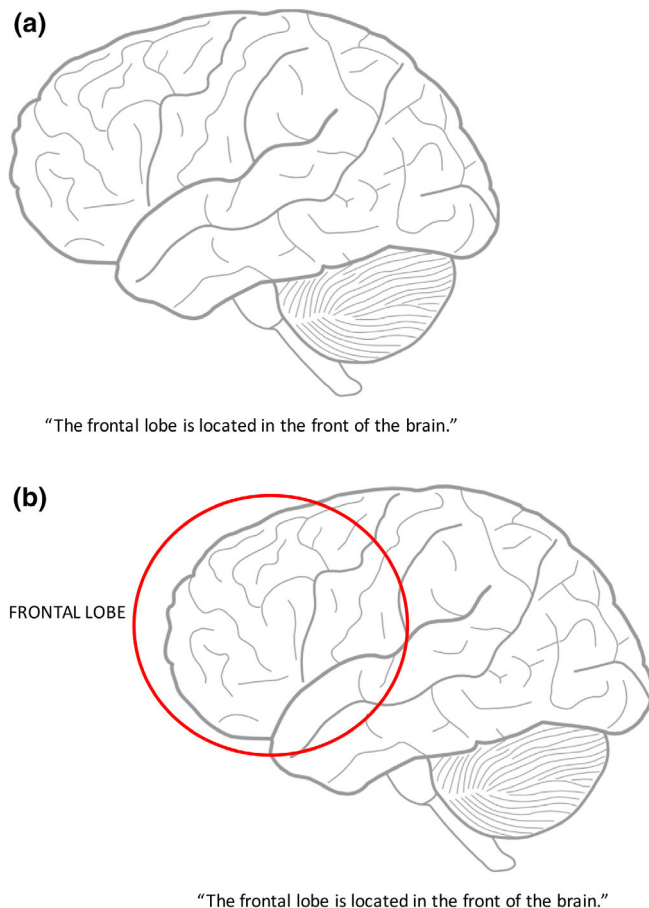 (a)
“The frontal lobe is located in the front of the brain.”
(b)
FRONTAL LOBE
“The frontal lobe is located in the front of the brain.”